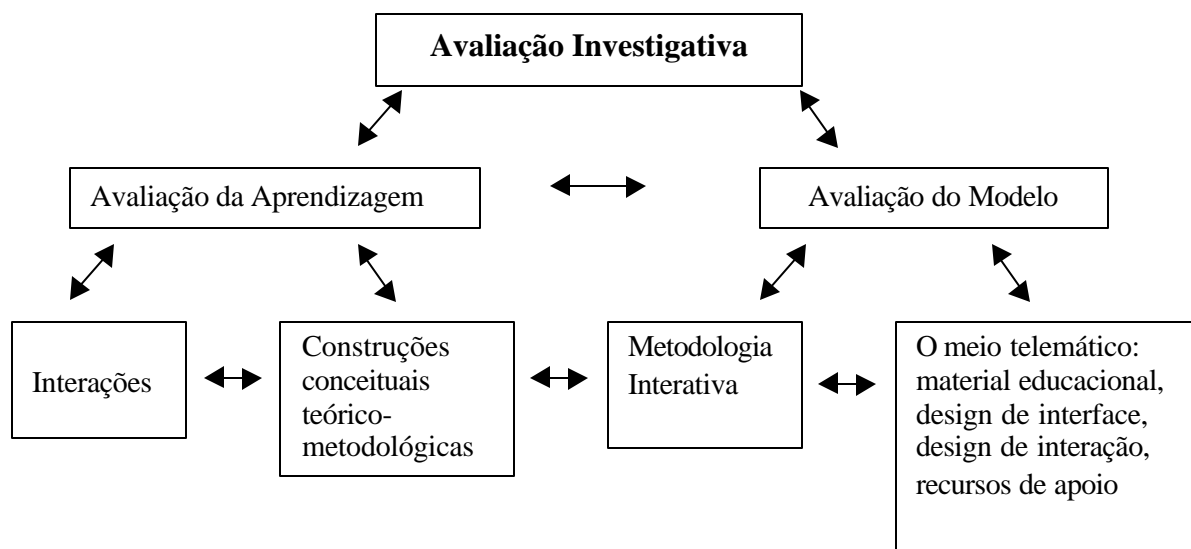 Avaliação Investigativa
Avaliação da Aprendizagem
Avaliação do Modelo
Interações
Construções
conceituais
teórico-
metodológicas
Metodologia
Interativa
O meio telemático:
material educacional,
design de interface,
design de interação,
recursos de apoio